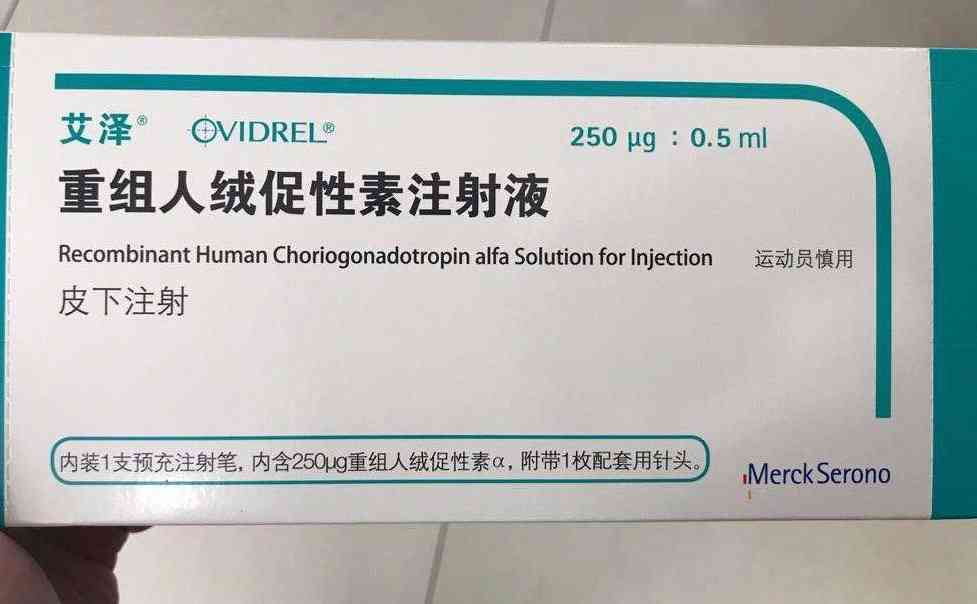 艾泽® OVIDREL® 250 μg : 0.5 ml
重组人绒促性素注射液
Recombinant Human Choriogonadotropin alfa Solution for Injection 运动员慎用
皮下注射
内装1支预充注射笔，内含250μg重组人绒促性素α，附带1枚配套用针头。
Merck Serono